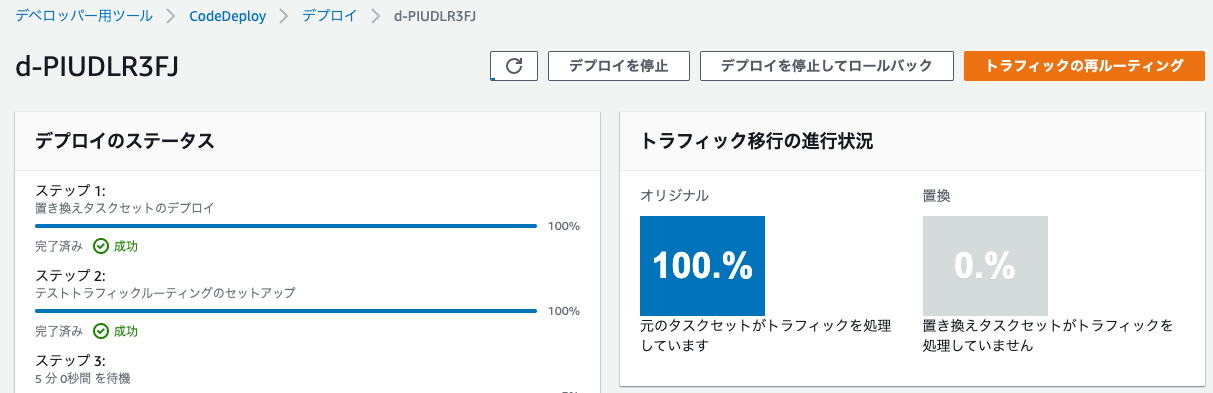 デベロッパー用ツール > CodeDeploy > デプロイ > d-PIUDLR3FJ
d-PIUDLR3FJ
デプロイを停止
デプロイを停止してロールバック
トラフィックの再ルーティング
デプロイのステータス
ステップ 1:
置き換えタスクセットのデプロイ
100%
完了済み 成功
ステップ 2:
テストトラフィックルーティングのセットアップ
100%
完了済み 成功
ステップ 3:
5 分 0秒間 を待機
トラフィック移行の進行状況
オリジナル
100.%
元のタスクセットがトラフィックを処理
しています
置換
0.%
置き換えタスクセットがトラフィックを
処理していません